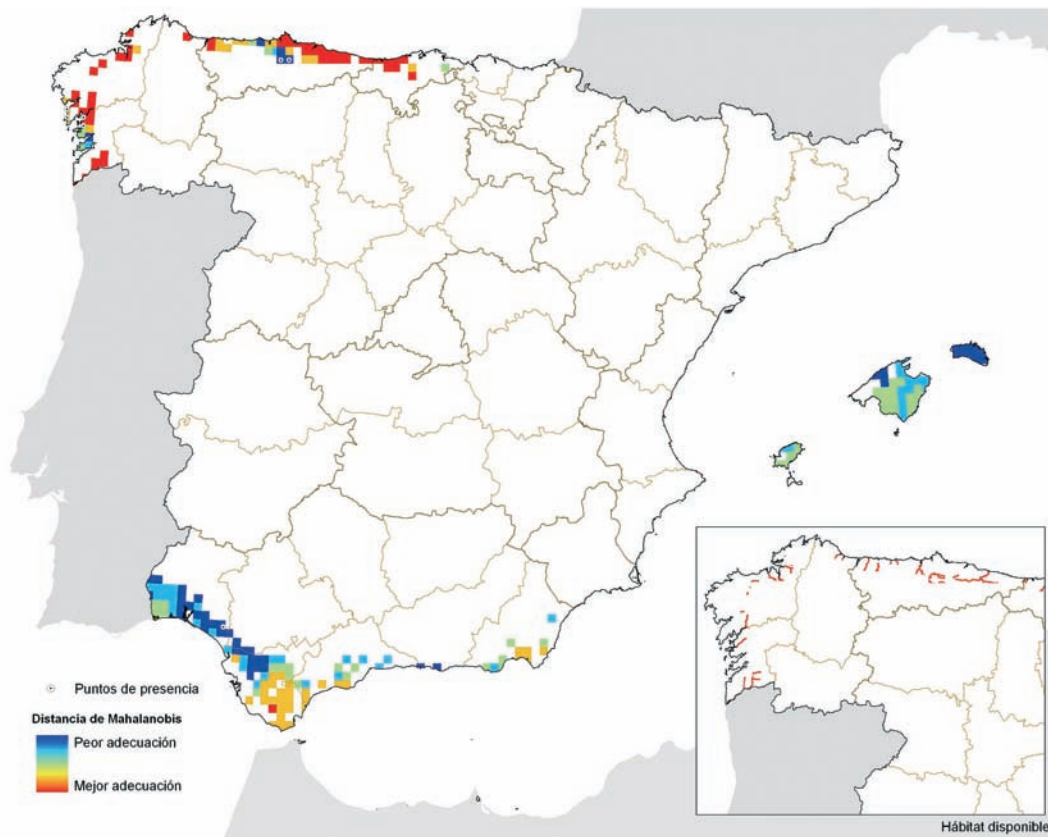 Puntos de presencia
Distancia de Mahalanobis
Peor adecuación
Mejor adecuación
Hábitat disponible